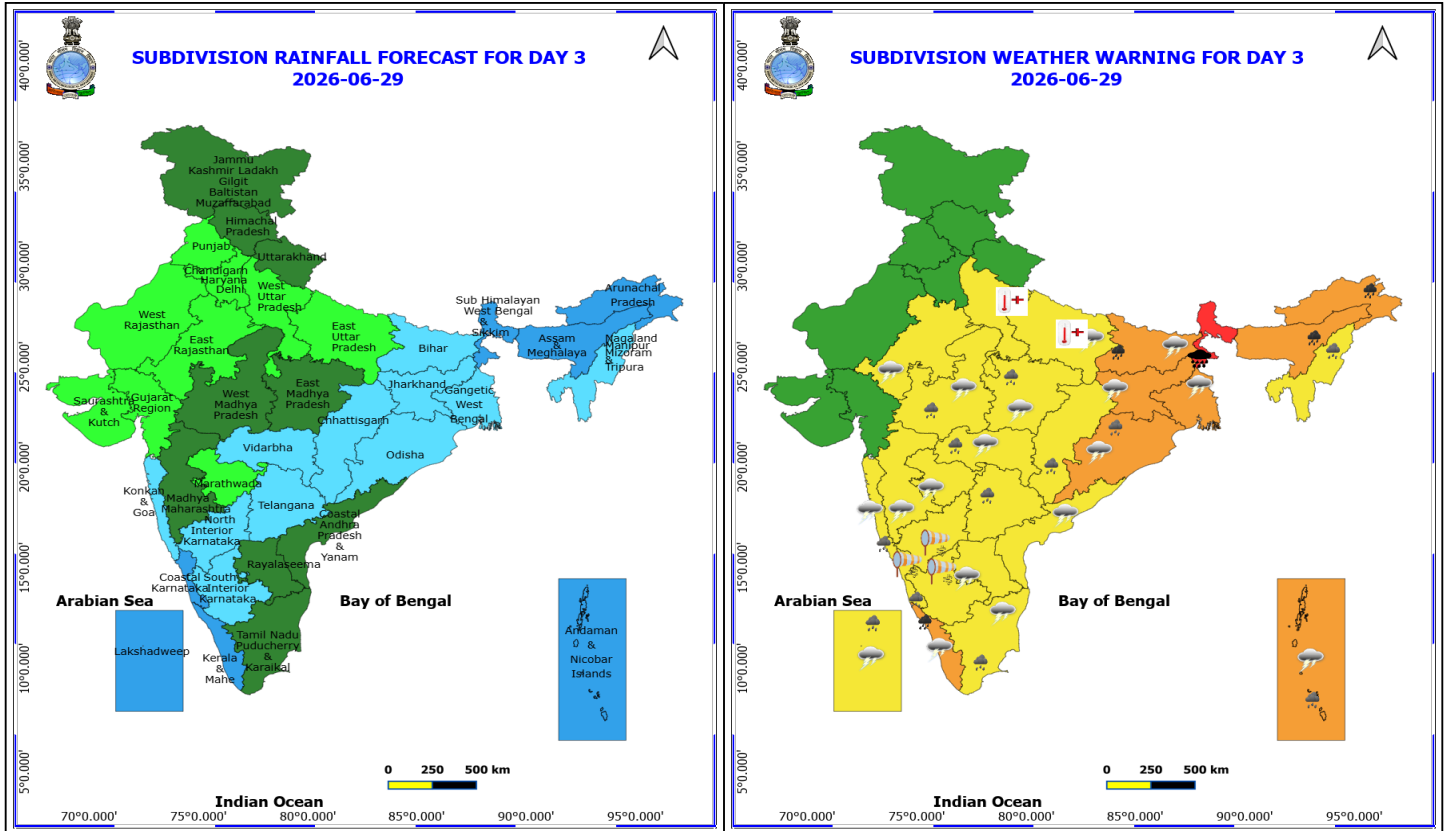 SUBDIVISION RAINFALL FORECAST FOR DAY 3
2026-06-29
40°0.000'
35°0.000'
30°0.000'
25°0.000'
20°0.000'
15°0.000'
10°0.000'
5°0.000'
Jammu
Kashmir Ladakh
Gilgit
Baltistan
Muzaffarabad
Himachal
Pradesh
Punjab
Uttarakhand
Chandigarh
Haryana
Delhi
West
Uttar
Pradesh
West
Rajasthan
East
Rajasthan
East
Uttar
Pradesh
Sub Himalayan
West Bengal
&
Sikkim
Arunachal
Pradesh
Assam
&
Meghalaya
Nagaland
Manipur
Mizoram
&
Tripura
Bihar
Jharkhand
Gangetic
West
Bengal
Saurashtra
&
Kutch
Gujarat
Region
West
Madhya
Pradesh
East
Madhya
Pradesh
Chhattisgarh
Vidarbha
Odisha
Konkan
&
Goa
Madhya
Maharashtra
Marathwada
Telangana
North
Interior
Karnataka
Coastal
Andhra
Pradesh
&
Yanam
Rayalaseema
Coastal
Karnataka
South
Interior
Karnataka
Arabian Sea
Bay of Bengal
Lakshadweep
Kerala
&
Mahe
Tamil Nadu
Puducherry
&
Karaikal
Andaman
&
Nicobar
Islands
0 250 500 km
Indian Ocean
70°0.000' 75°0.000' 80°0.000' 85°0.000' 90°0.000' 95°0.000'
SUBDIVISION WEATHER WARNING FOR DAY 3
2026-06-29
40°0.000'
35°0.000'
30°0.000'
25°0.000'
20°0.000'
15°0.000'
10°0.000'
5°0.000'
Arabian Sea
Bay of Bengal
0 250 500 km
Indian Ocean
70°0.000' 75°0.000' 80°0.000' 85°0.000' 90°0.000' 95°0.000'